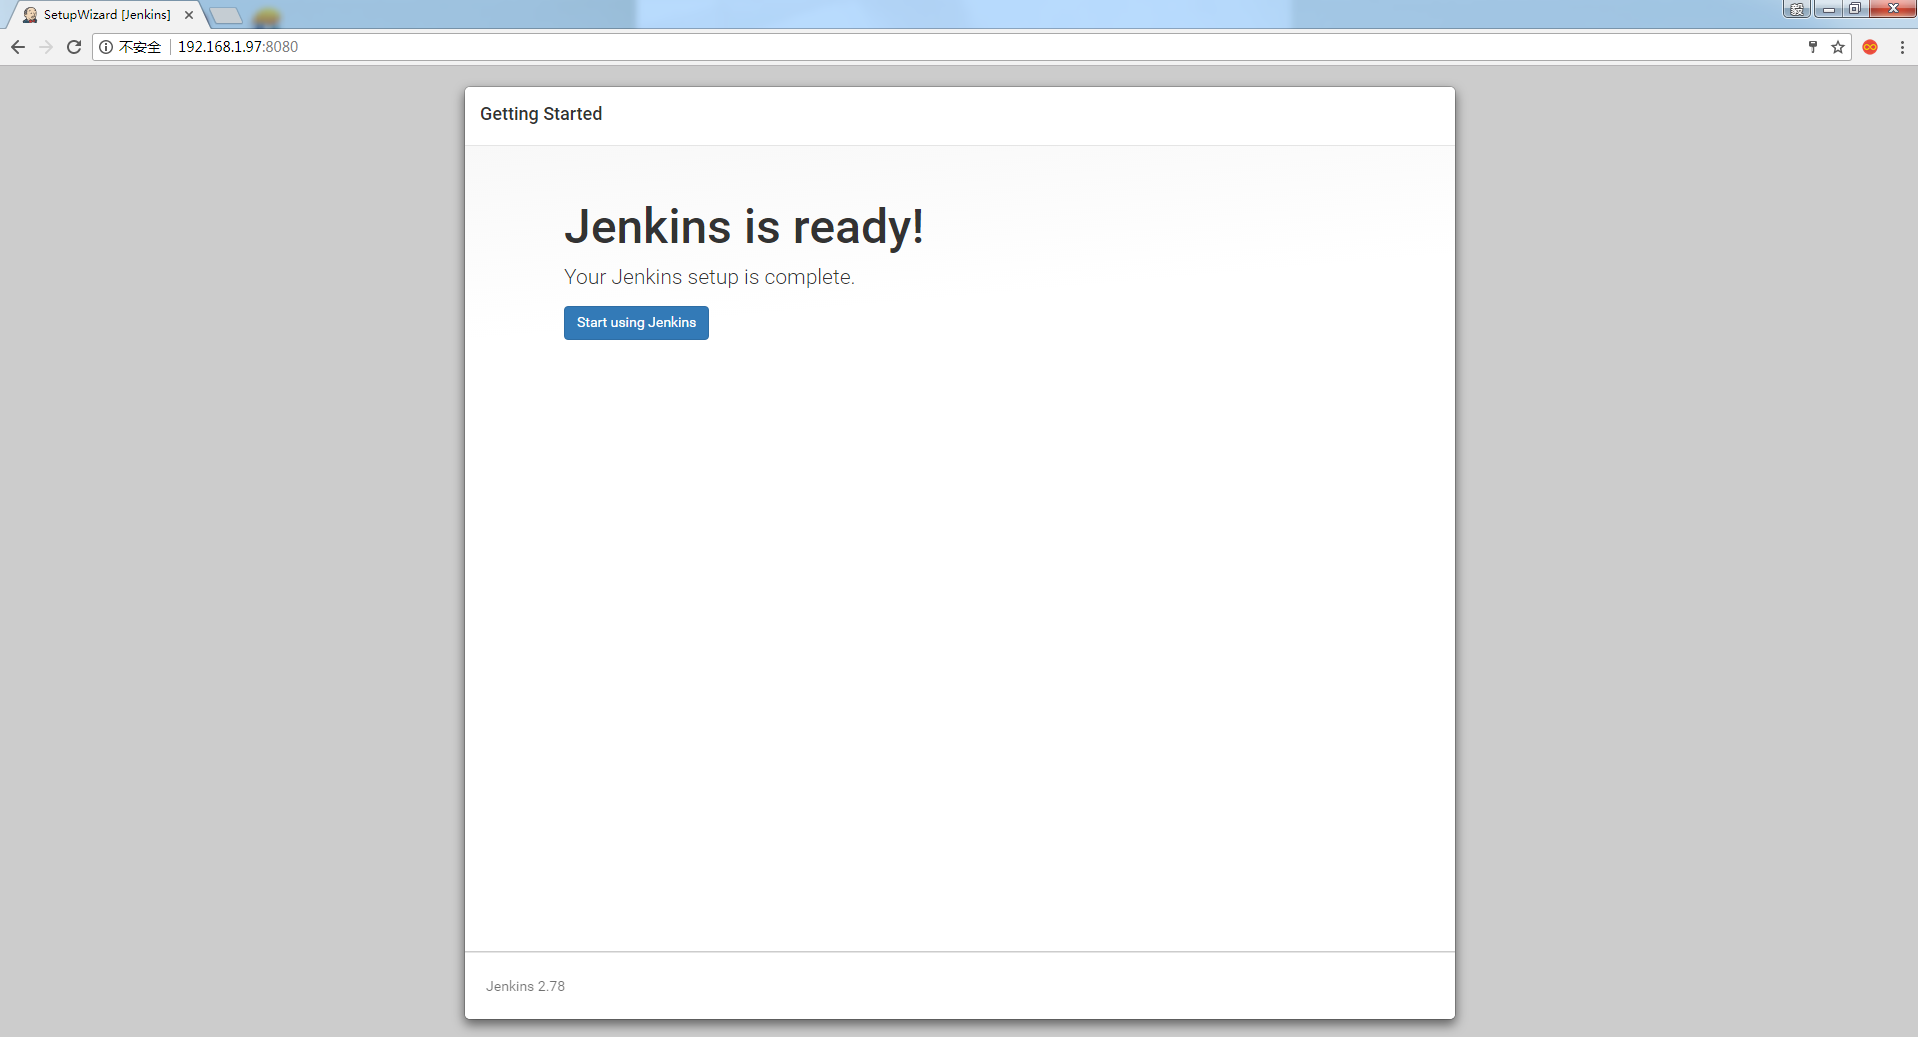 SetupWizard [Jenkins]
毅
不安全 192.168.1.97:8080
Getting Started
Jenkins is ready!
Your Jenkins setup is complete.
Start using Jenkins
Jenkins 2.78